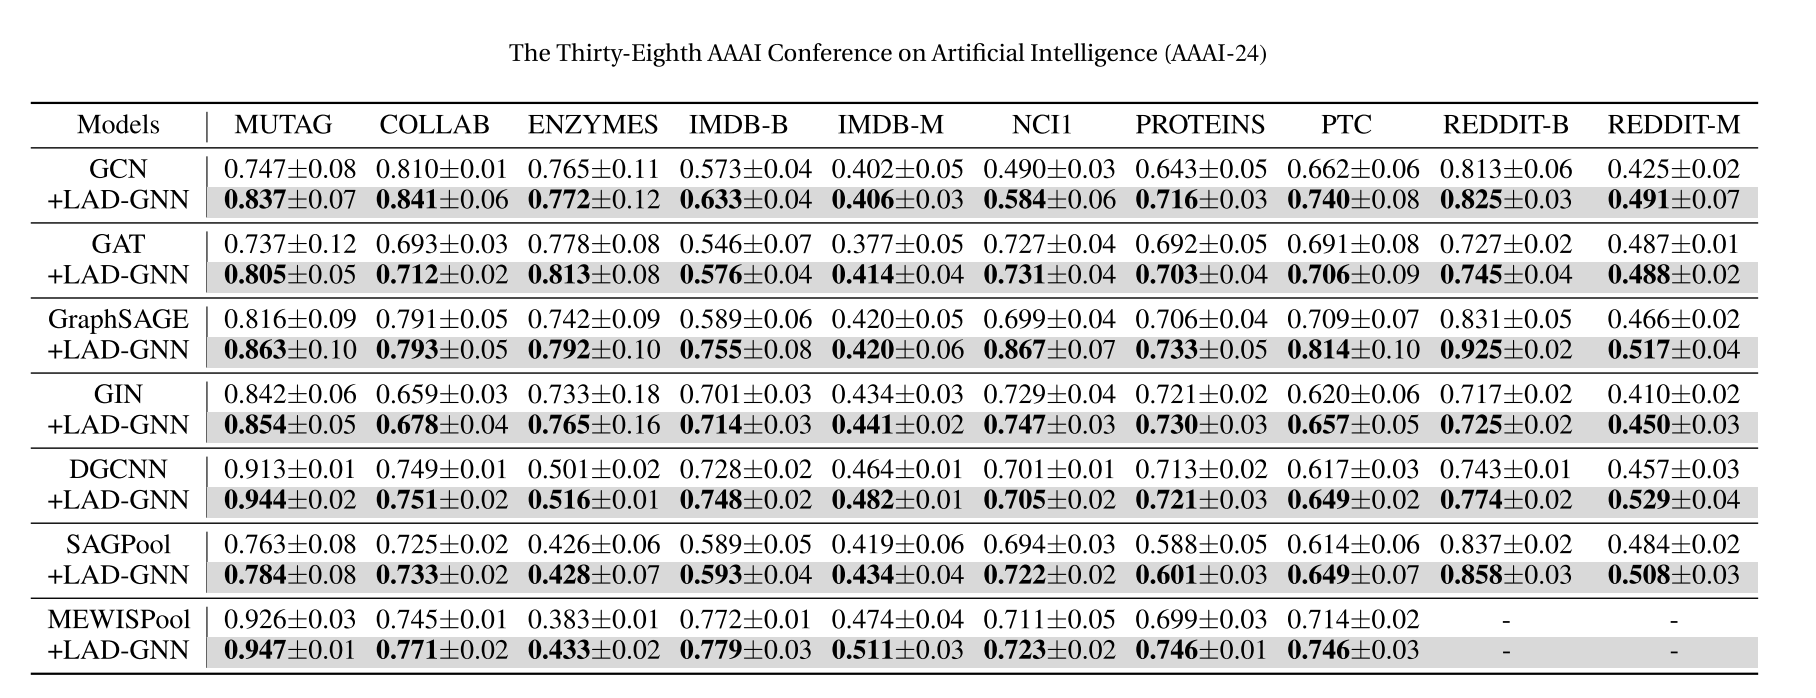 The Thirty-Eighth AAAI Conference on Artificial Intelligence (AAAI-24)
Models MUTAG COLLAB ENZYMES IMDB-B IMDB-M NCI1 PROTEINS PTC REDDIT-B REDDIT-M
GCN 0.747±0.08 0.810±0.01 0.765±0.11 0.573±0.04 0.402±0.05 0.490±0.03 0.643±0.05 0.662±0.06 0.813±0.06 0.425±0.02
+LAD-GNN 0.837±0.07 0.841±0.06 0.772±0.12 0.633±0.04 0.406±0.03 0.584±0.06 0.716±0.03 0.740±0.08 0.825±0.03 0.491±0.07
GAT 0.737±0.12 0.693±0.03 0.778±0.08 0.546±0.07 0.377±0.05 0.727±0.04 0.692±0.05 0.691±0.08 0.727±0.02 0.487±0.01
+LAD-GNN 0.805±0.05 0.712±0.02 0.813±0.08 0.576±0.04 0.414±0.04 0.731±0.04 0.703±0.04 0.706±0.09 0.745±0.04 0.488±0.02
GraphSAGE 0.816±0.09 0.791±0.05 0.742±0.09 0.589±0.06 0.420±0.05 0.699±0.04 0.706±0.04 0.709±0.07 0.831±0.05 0.466±0.02
+LAD-GNN 0.863±0.10 0.793±0.05 0.792±0.10 0.755±0.08 0.420±0.06 0.867±0.07 0.733±0.05 0.814±0.10 0.925±0.02 0.517±0.04
GIN 0.842±0.06 0.659±0.03 0.733±0.18 0.701±0.03 0.434±0.03 0.729±0.04 0.721±0.02 0.620±0.06 0.717±0.02 0.410±0.02
+LAD-GNN 0.854±0.05 0.678±0.04 0.765±0.16 0.714±0.03 0.441±0.02 0.747±0.03 0.730±0.03 0.657±0.05 0.725±0.02 0.450±0.03
DGCNN 0.913±0.01 0.749±0.01 0.501±0.02 0.728±0.02 0.464±0.01 0.701±0.01 0.713±0.02 0.617±0.03 0.743±0.01 0.457±0.03
+LAD-GNN 0.944±0.02 0.751±0.02 0.516±0.01 0.748±0.02 0.482±0.01 0.705±0.02 0.721±0.03 0.649±0.02 0.774±0.02 0.529±0.04
SAGPool 0.763±0.08 0.725±0.02 0.426±0.06 0.589±0.05 0.419±0.06 0.694±0.03 0.588±0.05 0.614±0.06 0.837±0.02 0.484±0.02
+LAD-GNN 0.784±0.08 0.733±0.02 0.428±0.07 0.593±0.04 0.434±0.04 0.722±0.02 0.601±0.03 0.649±0.07 0.858±0.03 0.508±0.03
MEWISPool 0.926±0.03 0.745±0.01 0.383±0.01 0.772±0.01 0.474±0.04 0.711±0.05 0.699±0.03 0.714±0.02 - -
+LAD-GNN 0.947±0.01 0.771±0.02 0.433±0.02 0.779±0.03 0.511±0.03 0.723±0.02 0.746±0.01 0.746±0.03 - -